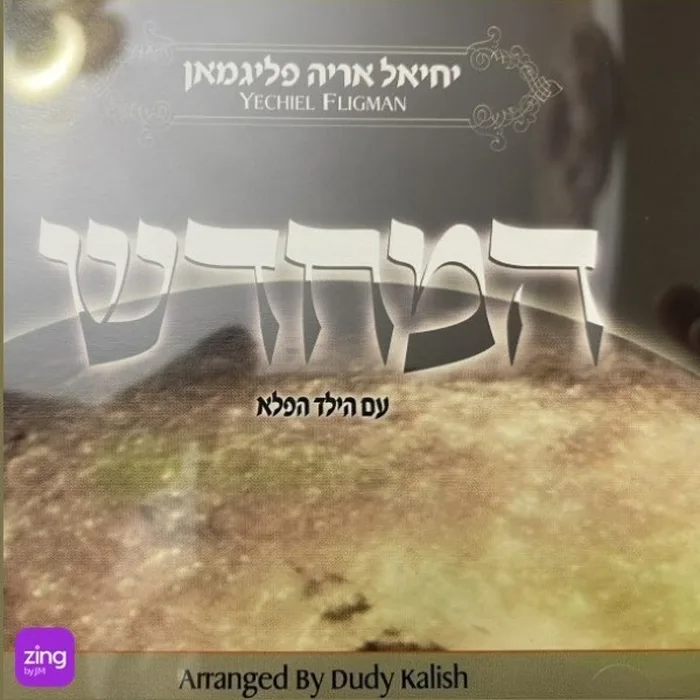 יחיאל אריה פליגמאן
YECHIEL FLIGMAN
המחדש
עם הילד הפלא
zing
by JM
Arranged By Dudy Kalish